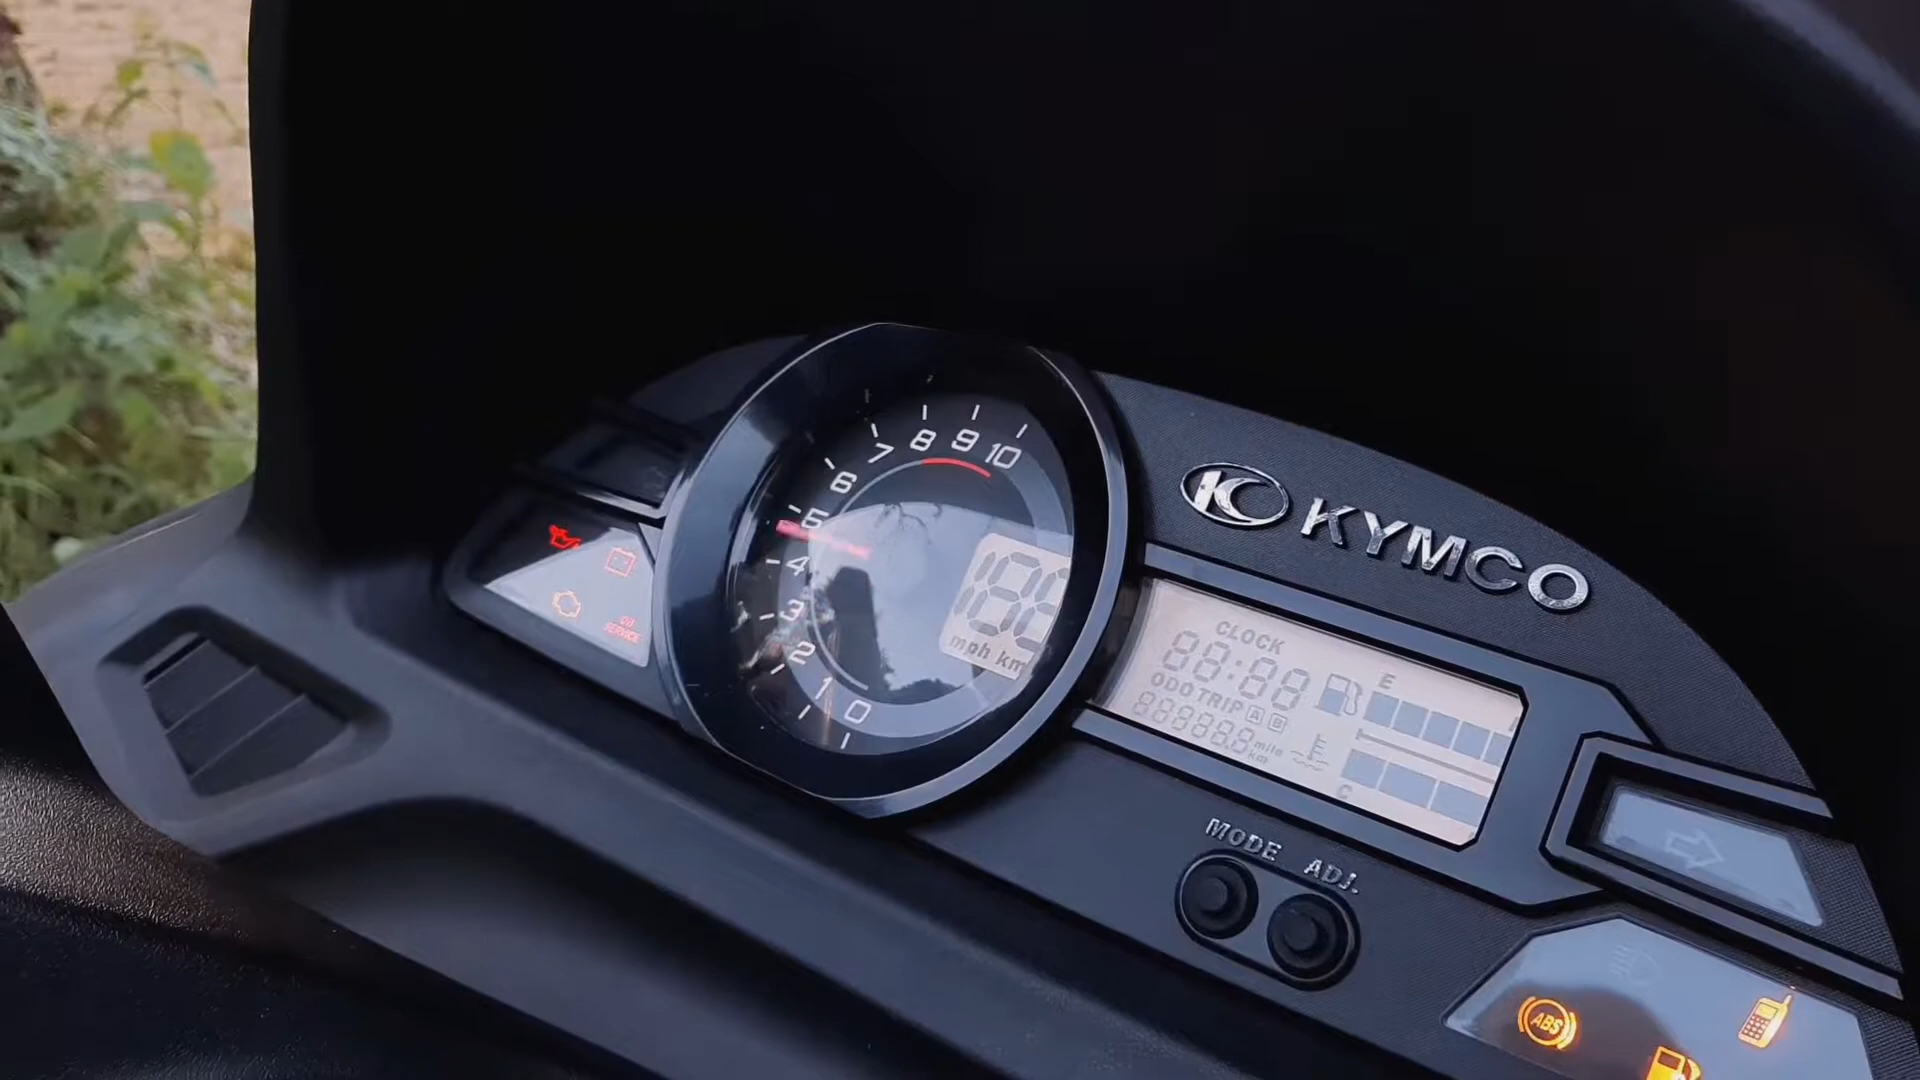 KYMCO
10
9
8
7
6
5
4
3
2
1
0
188
mph km
OIL
SERVICE
CLOCK
88:88
ODO TRIP A B
88888.8 mile
km
E
C
MODE ADJ.
ABS